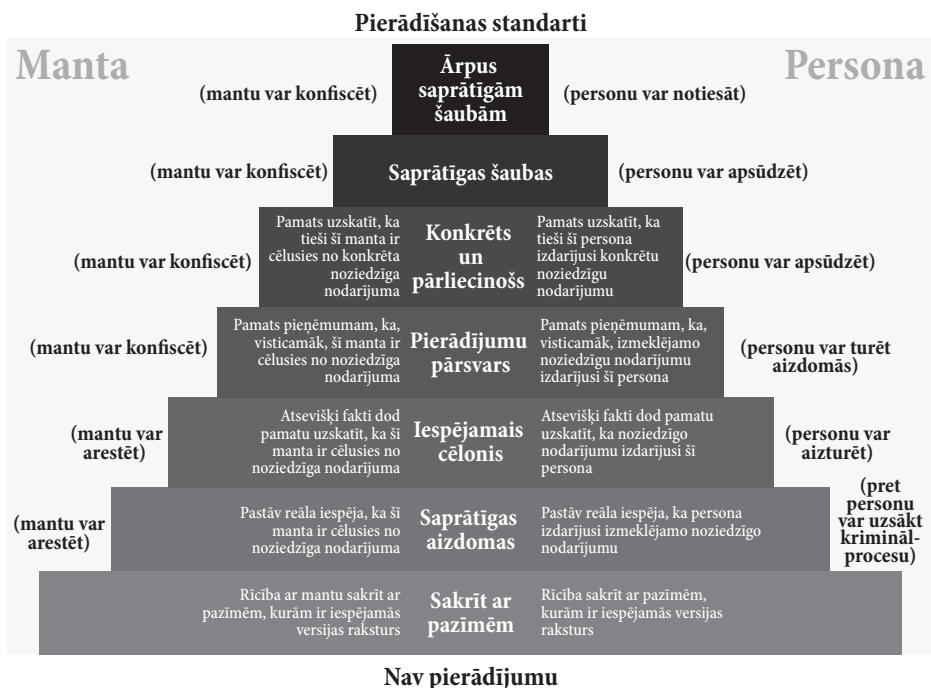 Pierādīšanas standarti
Manta
Persona
(mantu var konfiscēt)
Ārpus
saprātīgām
šaubām
(personu var notiesāt)
(mantu var konfiscēt)
Saprātīgas šaubas
(personu var apsūdzēt)
(mantu var konfiscēt)
Pamats uzskatīt, ka
tieši šī manta ir
cēlusies no konkrēta
noziedzīga
nodarījuma
Konkrēts
un
pārliecinošs
Pamats uzskatīt, ka
tieši šī persona
izdarījusi konkrētu
noziedzīgu
nodarījumu
(personu var apsūdzēt)
(mantu var konfiscēt)
Pamats pieņēmumam, ka,
visticamāk, šī manta ir
cēlusies no noziedzīga
nodarījuma
Pierādījumu
pārsvars
Pamats pieņēmumam, ka,
visticamāk, izmeklējamo
noziedzīgu nodarījumu
izdarījusi šī persona
(personu var turēt
aizdomās)
(mantu var
arestēt)
Atsevišķi fakti dod
pamatu uzskatīt, ka šī
manta ir cēlusies no
noziedzīga nodarījuma
Iespējamais
cēlonis
Atsevišķi fakti dod pamatu
uzskatīt, ka noziedzīgo
nodarījumu izdarījusi šī
persona
(personu var
aizturēt)
(mantu var
arestēt)
Pastāv reāla iespēja, ka šī
manta ir cēlusies no
noziedzīga nodarījuma
Saprātīgas
aizdomas
Pastāv reāla iespēja, ka persona
izdarījusi izmeklējamo noziedzīgo
nodarījumu
(pret
personu
var uzsākt
krimināl-
procesu)
Rīcība ar mantu sakrīt ar
pazīmēm, kurām ir iespējamās
versijas raksturs
Sakrīt ar
pazīmēm
Rīcība sakrīt ar pazīmēm,
kurām ir iespējamās versijas
raksturs
Nav pierādījumu